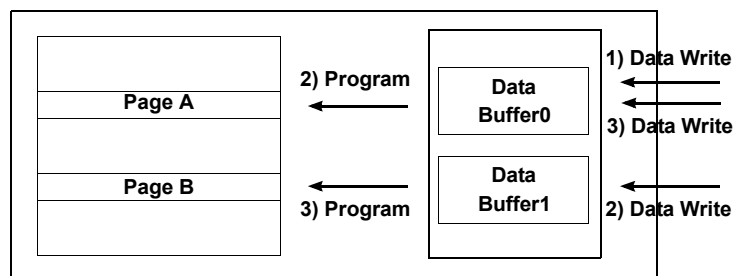 1) Data Write
2) Program
Data
Buffer0
Page A
3) Data Write
Page B
Data
Buffer1
3) Program
2) Data Write